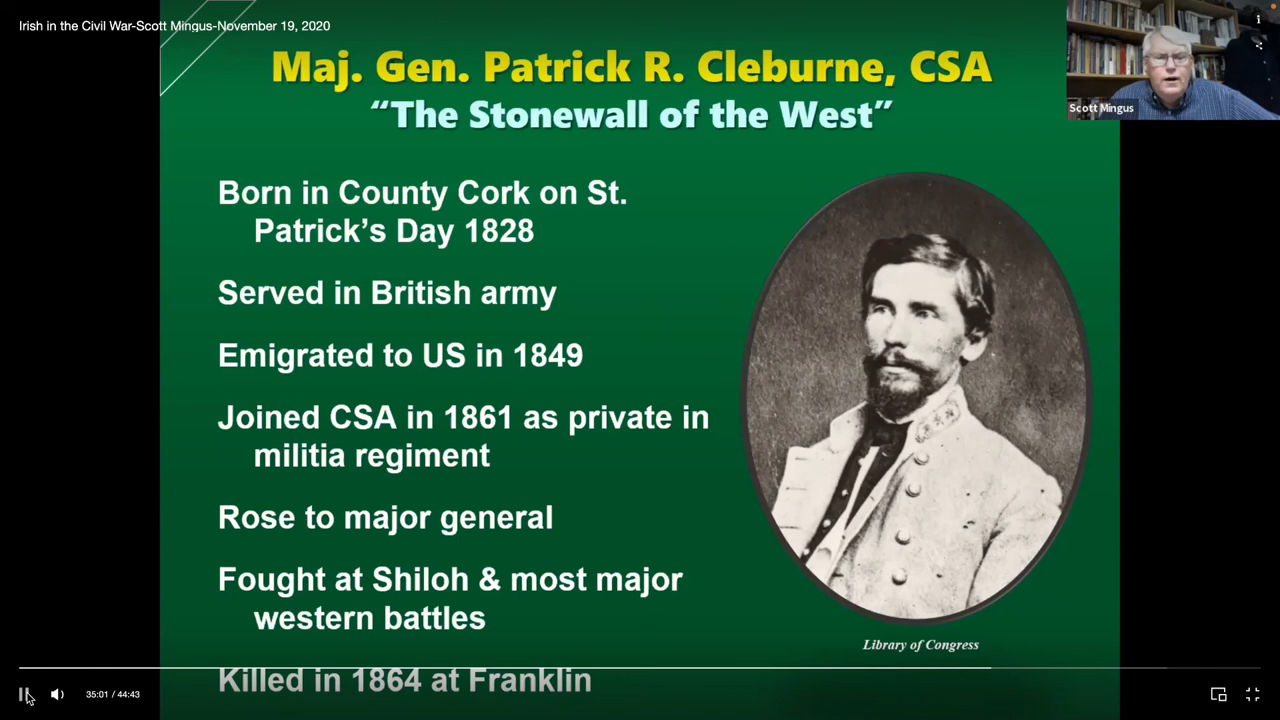 Irish in the Civil War-Scott Mingus-November 19, 2020
Maj. Gen. Patrick R. Cleburne, CSA
“The Stonewall of the West”
Scott Mingus
Born in County Cork on St.
Patrick’s Day 1828
Served in British army
Emigrated to US in 1849
Joined CSA in 1861 as private in
militia regiment
Rose to major general
Fought at Shiloh & most major
western battles
Library of Congress
Killed in 1864 at Franklin
35:01 / 44:43